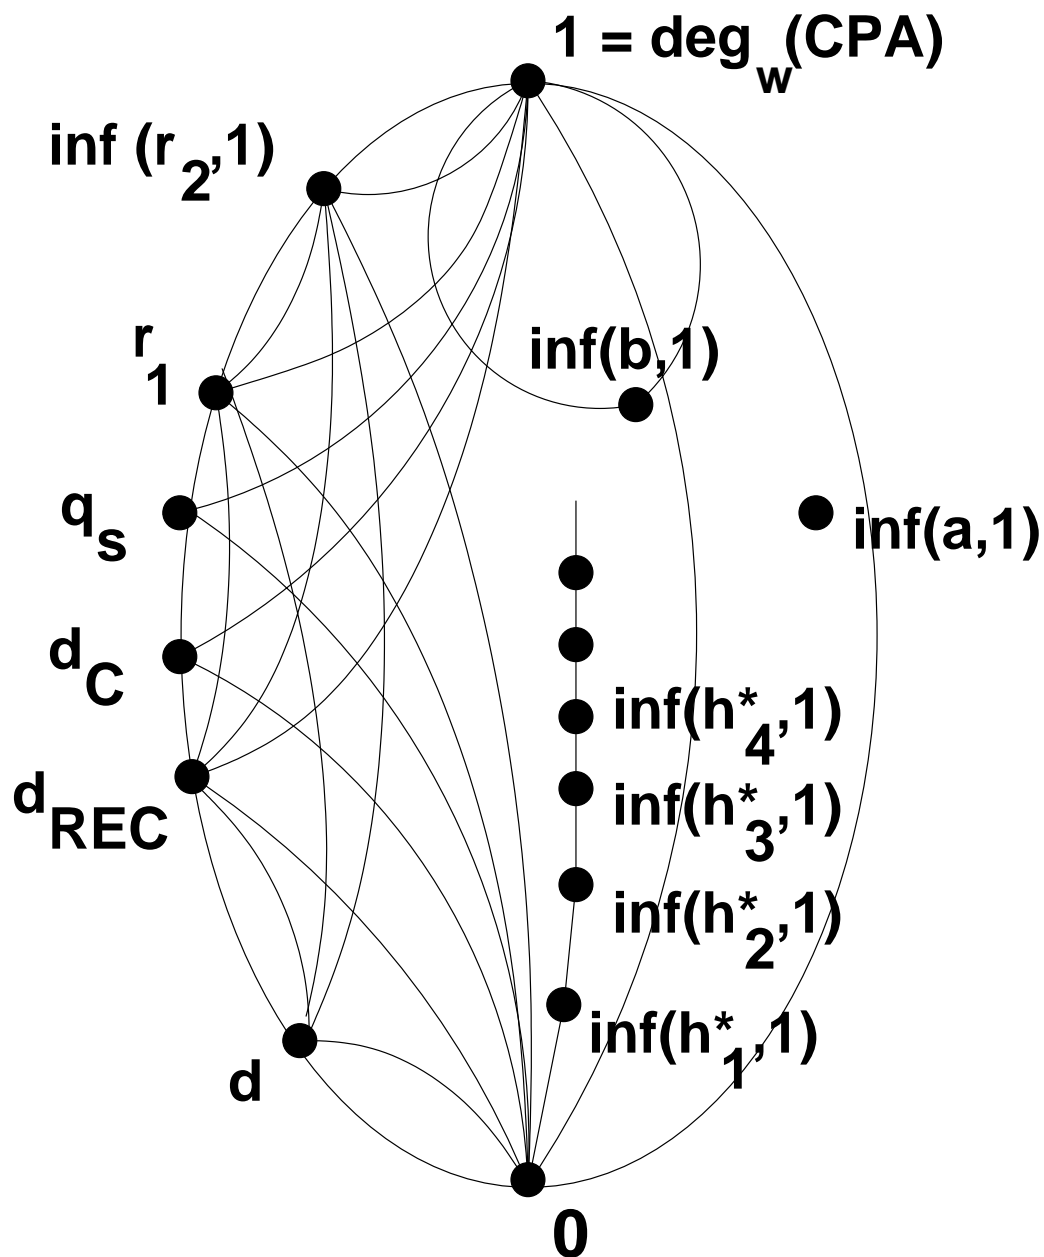 1 = deg_w(CPA)
inf (r_2,1)
r_1
inf(b,1)
q_s
inf(a,1)
d_C
inf(h*_4,1)
d_REC
inf(h*_3,1)
inf(h*_2,1)
inf(h*_1,1)
d
0